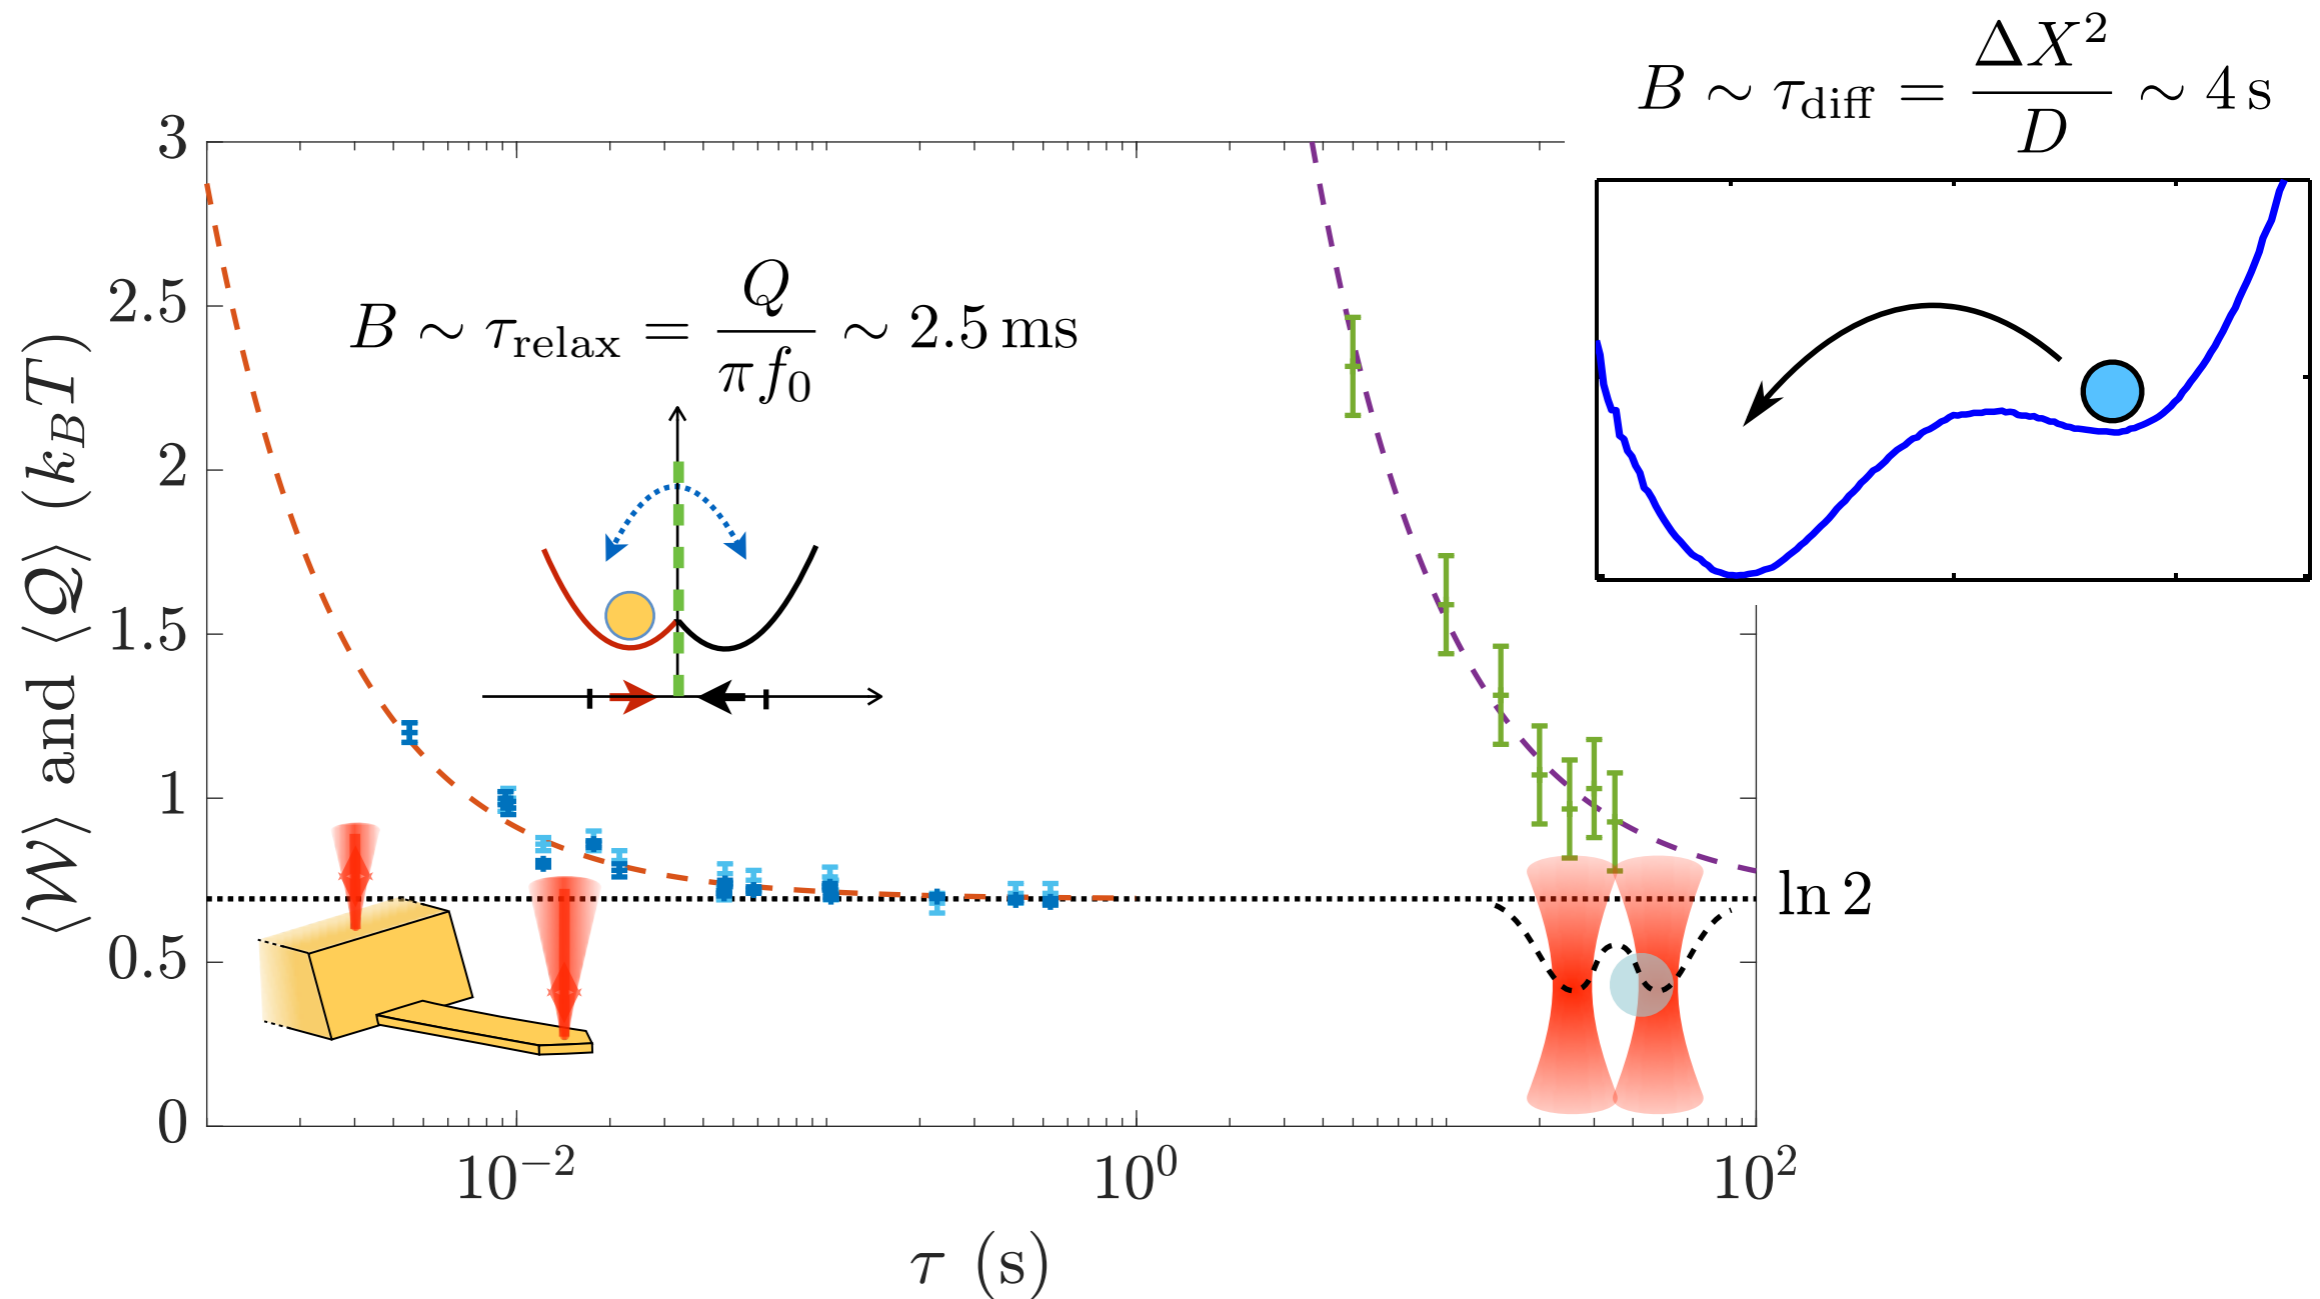 B ∼ τ_diff = ΔX²/D ∼ 4 s
3
2.5
2
1.5
1
0.5
0
⟨𝒲⟩ and ⟨𝒬⟩ (k_BT)
B ∼ τ_relax = Q/(πf₀) ∼ 2.5 ms
ln 2
10⁻² 10⁰ 10²
τ (s)